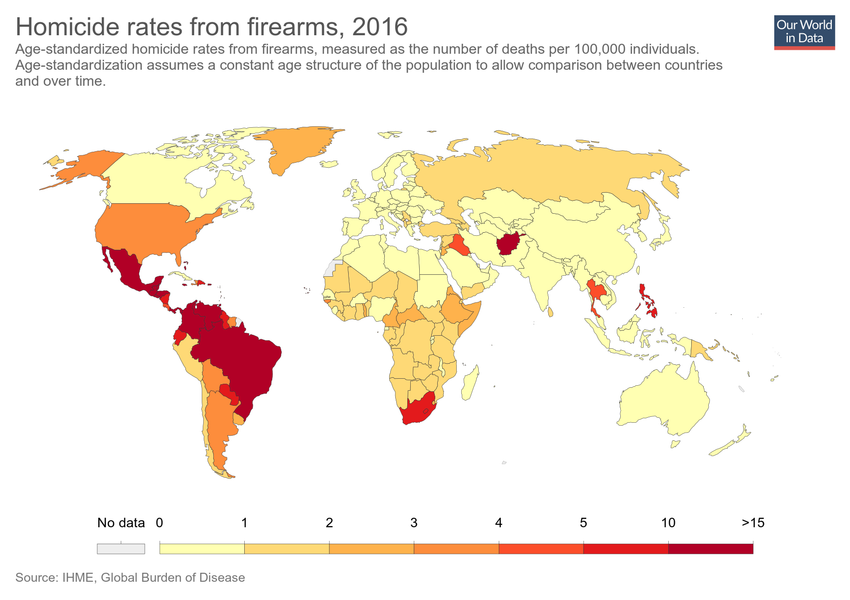 Homicide rates from firearms, 2016
Our World
in Data
Age-standardized homicide rates from firearms, measured as the number of deaths per 100,000 individuals.
Age-standardization assumes a constant age structure of the population to allow comparison between countries
and over time.
No data 0 1 2 3 4 5 10 >15
Source: IHME, Global Burden of Disease